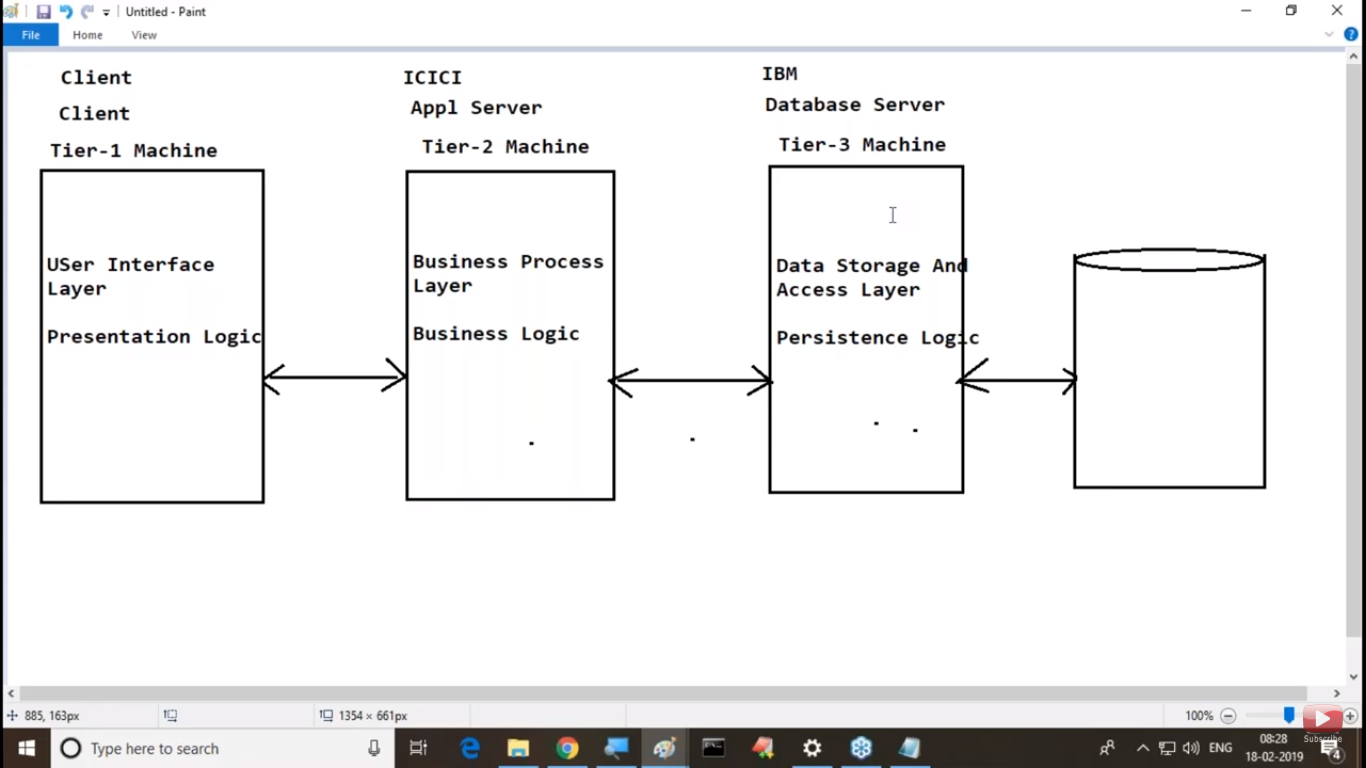 Untitled - Paint
File Home View
Client ICICI IBM
Client Appl Server Database Server
Tier-1 Machine Tier-2 Machine Tier-3 Machine
USer Interface
Layer
Presentation Logic
Business Process
Layer
Business Logic
Data Storage And
Access Layer
Persistence Logic
885, 163px 1354 × 661px 100%
Subscribe
Type here to search ENG 08:28
18-02-2019 4